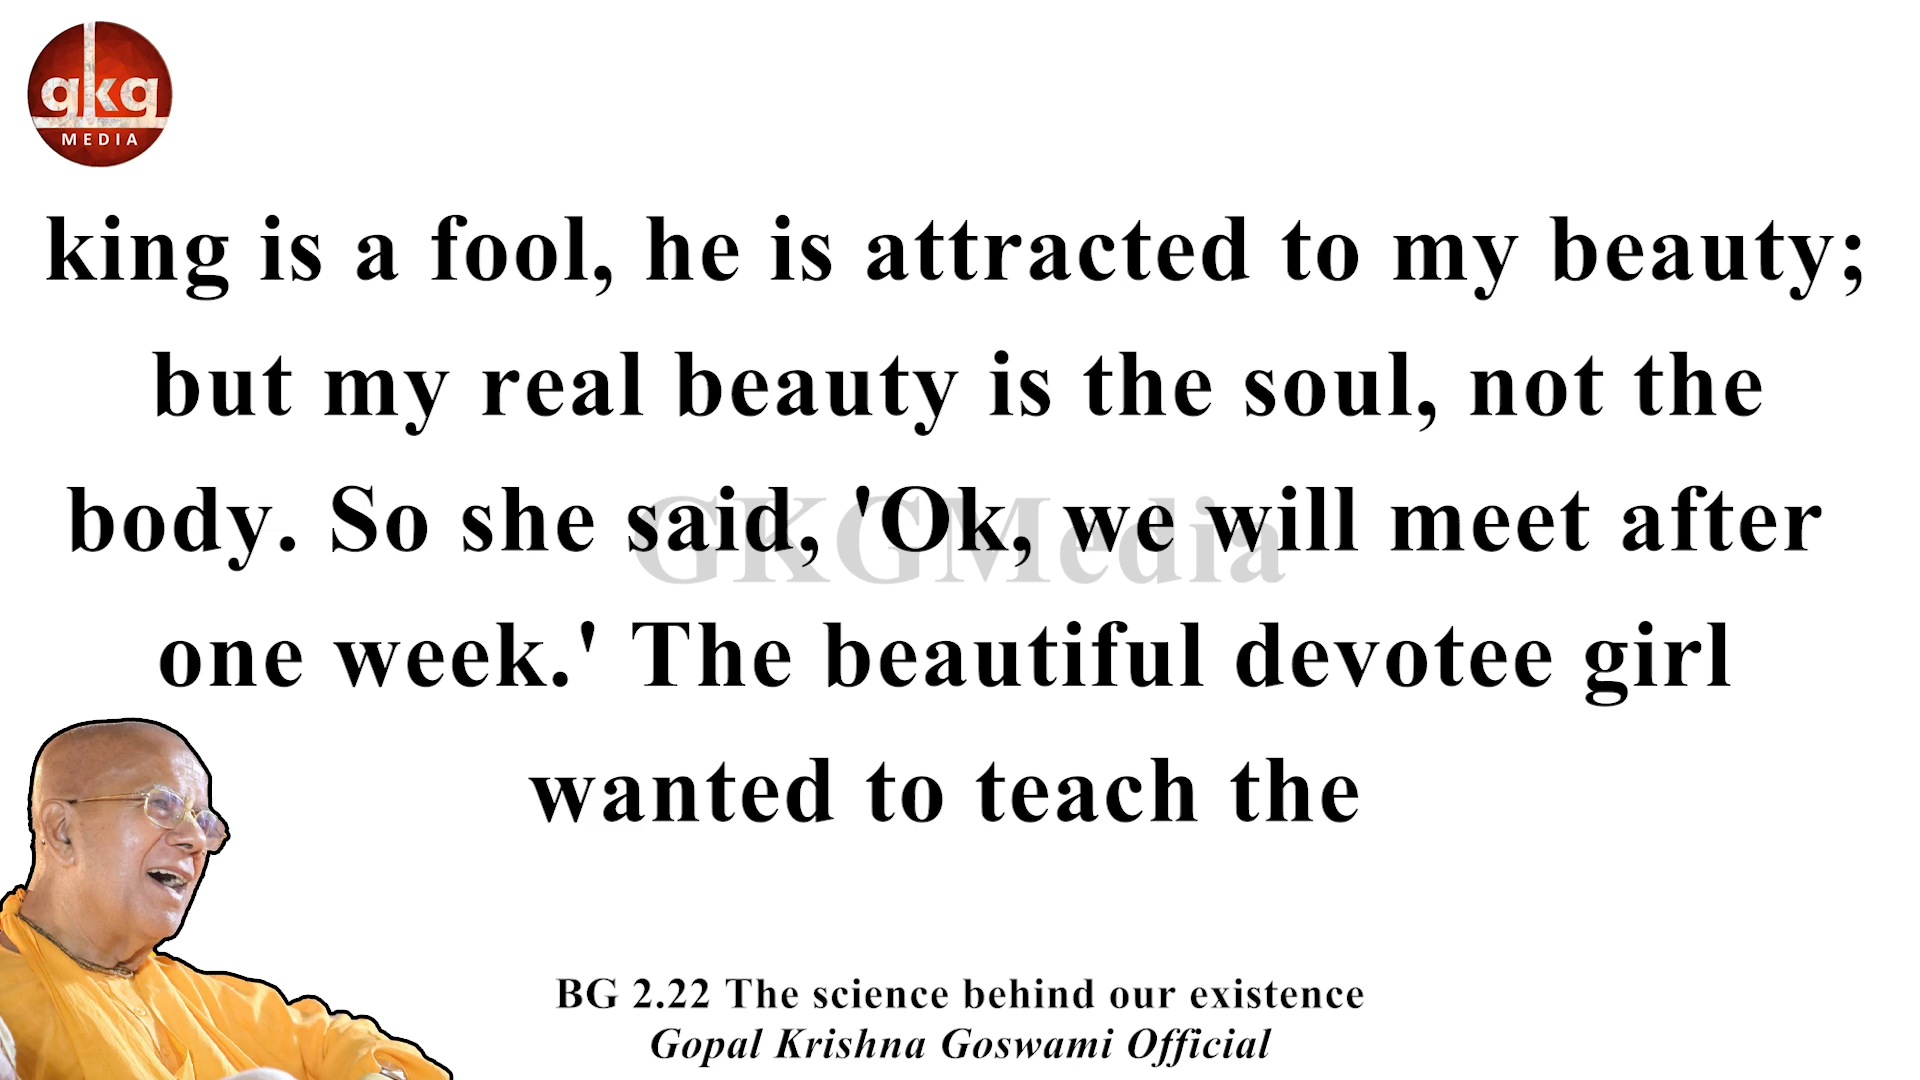 gkg
MEDIA
king is a fool, he is attracted to my beauty;
but my real beauty is the soul, not the
body. So she said, 'Ok, we will meet after
GKGMedia
one week.' The beautiful devotee girl
wanted to teach the
BG 2.22 The science behind our existence
Gopal Krishna Goswami Official